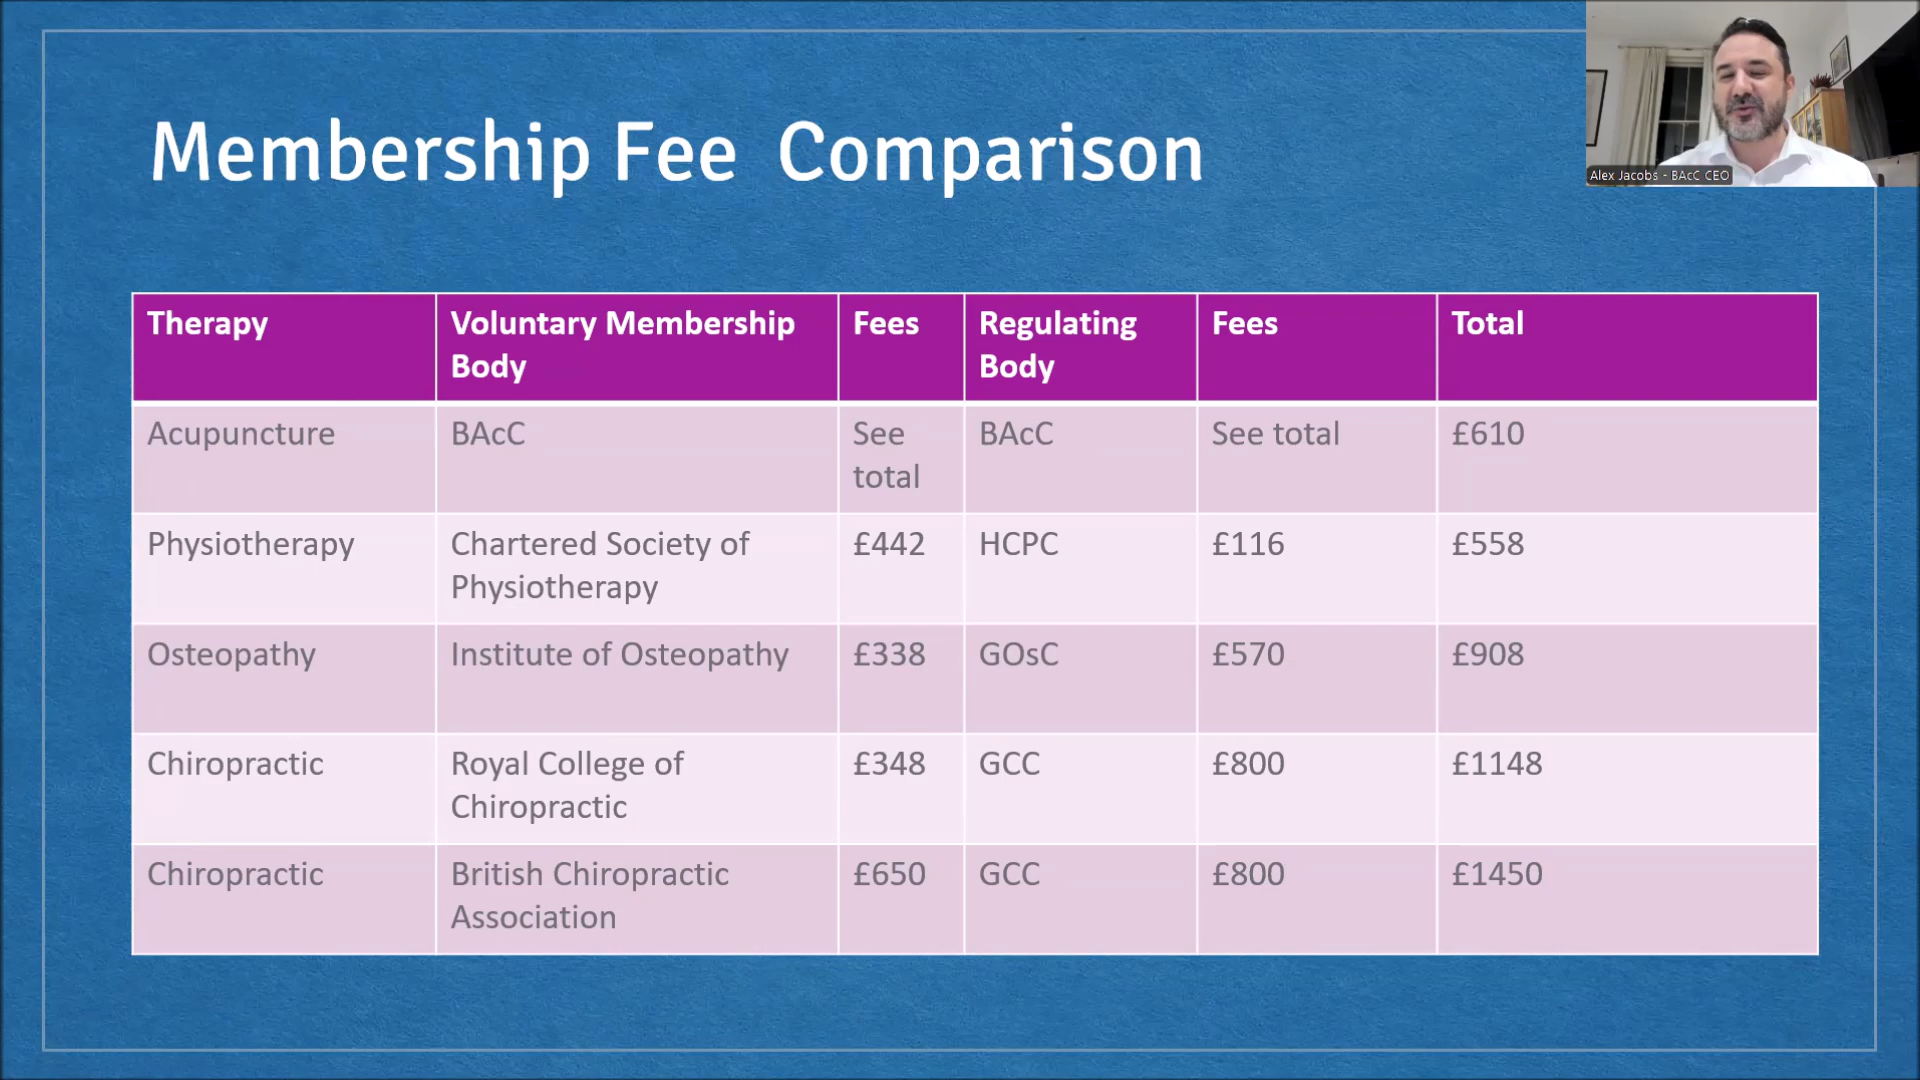 Membership Fee Comparison
Alex Jacobs - BAcC CEO
Therapy
Voluntary Membership
Body
Fees
Regulating
Body
Fees
Total
Acupuncture
BAcC
See
total
BAcC
See total
£610
Physiotherapy
Chartered Society of
Physiotherapy
£442
HCPC
£116
£558
Osteopathy
Institute of Osteopathy
£338
GOsC
£570
£908
Chiropractic
Royal College of
Chiropractic
£348
GCC
£800
£1148
Chiropractic
British Chiropractic
Association
£650
GCC
£800
£1450